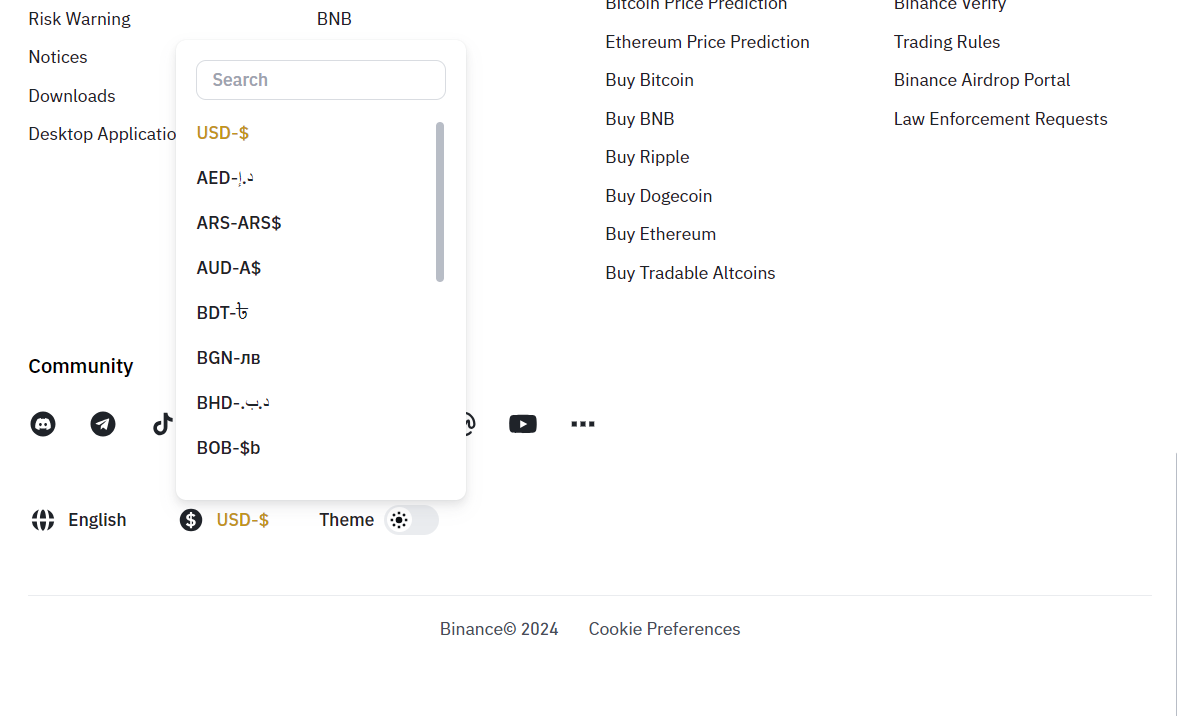 Risk Warning
Notices
Downloads
Desktop Applicatio
BNB
Search
USD-$
AED-د.إ
ARS-ARS$
AUD-A$
BDT-৳
BGN-лв
BHD-.د.ب
BOB-$b
Bitcoin Price Prediction
Ethereum Price Prediction
Buy Bitcoin
Buy BNB
Buy Ripple
Buy Dogecoin
Buy Ethereum
Buy Tradable Altcoins
Binance Verify
Trading Rules
Binance Airdrop Portal
Law Enforcement Requests
Community
English
USD-$
Theme
Binance© 2024
Cookie Preferences